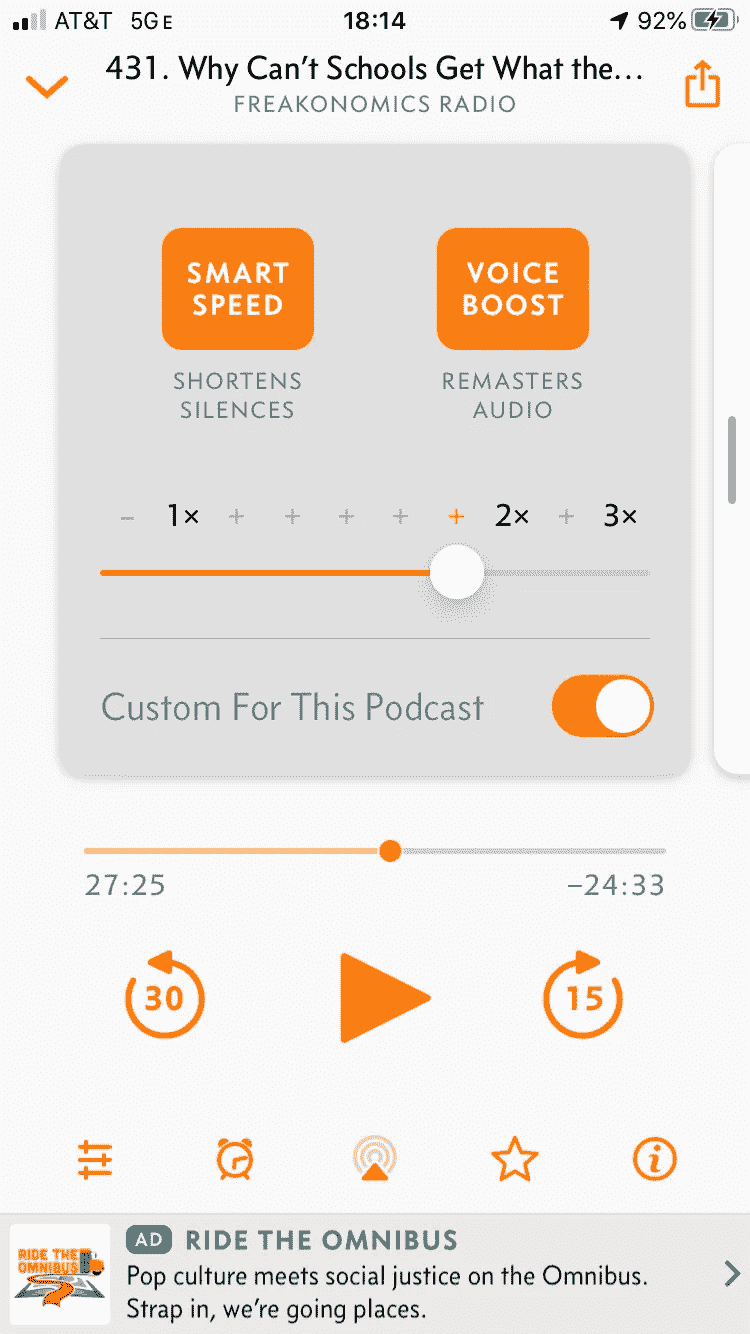 AT&T 5GE 18:14 92%
431. Why Can't Schools Get What the...
FREAKONOMICS RADIO
SMART
SPEED
VOICE
BOOST
SHORTENS
SILENCES
REMASTERS
AUDIO
– 1× + + + + + 2× + 3×
Custom For This Podcast
27:25 –24:33
30 15
i
RIDE THE
OMNIBUS
AD RIDE THE OMNIBUS
Pop culture meets social justice on the Omnibus.
Strap in, we're going places.